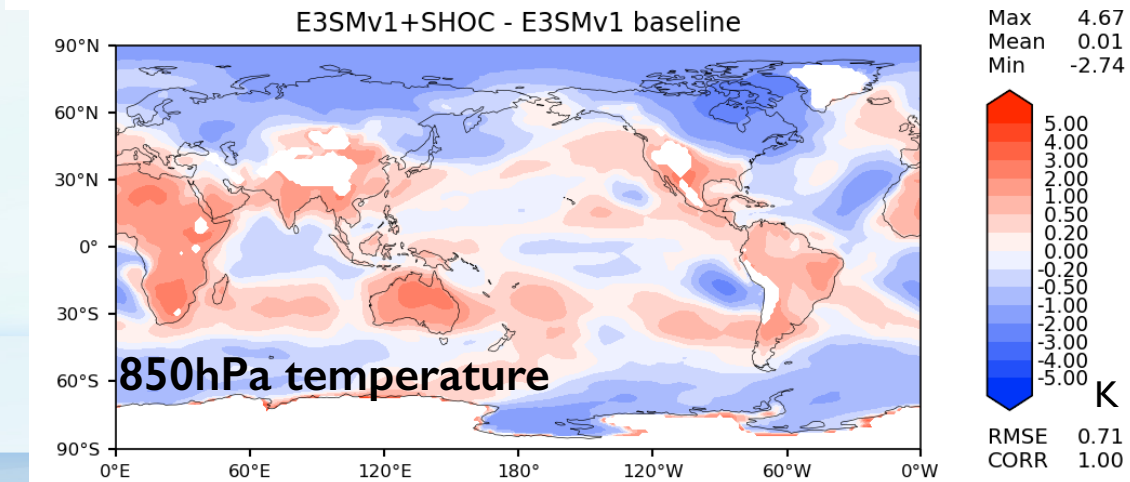 E3SMv1+SHOC - E3SMv1 baseline
Max 4.67
Mean 0.01
Min -2.74
90°N
60°N
30°N
0°
30°S
60°S
90°S
850hPa temperature
0°E
60°E
120°E
180°
120°W
60°W
0°W
5.00
4.00
3.00
2.00
1.00
0.50
0.20
0.00
-0.20
-0.50
-1.00
-2.00
-3.00
-4.00
-5.00
K
RMSE 0.71
CORR 1.00